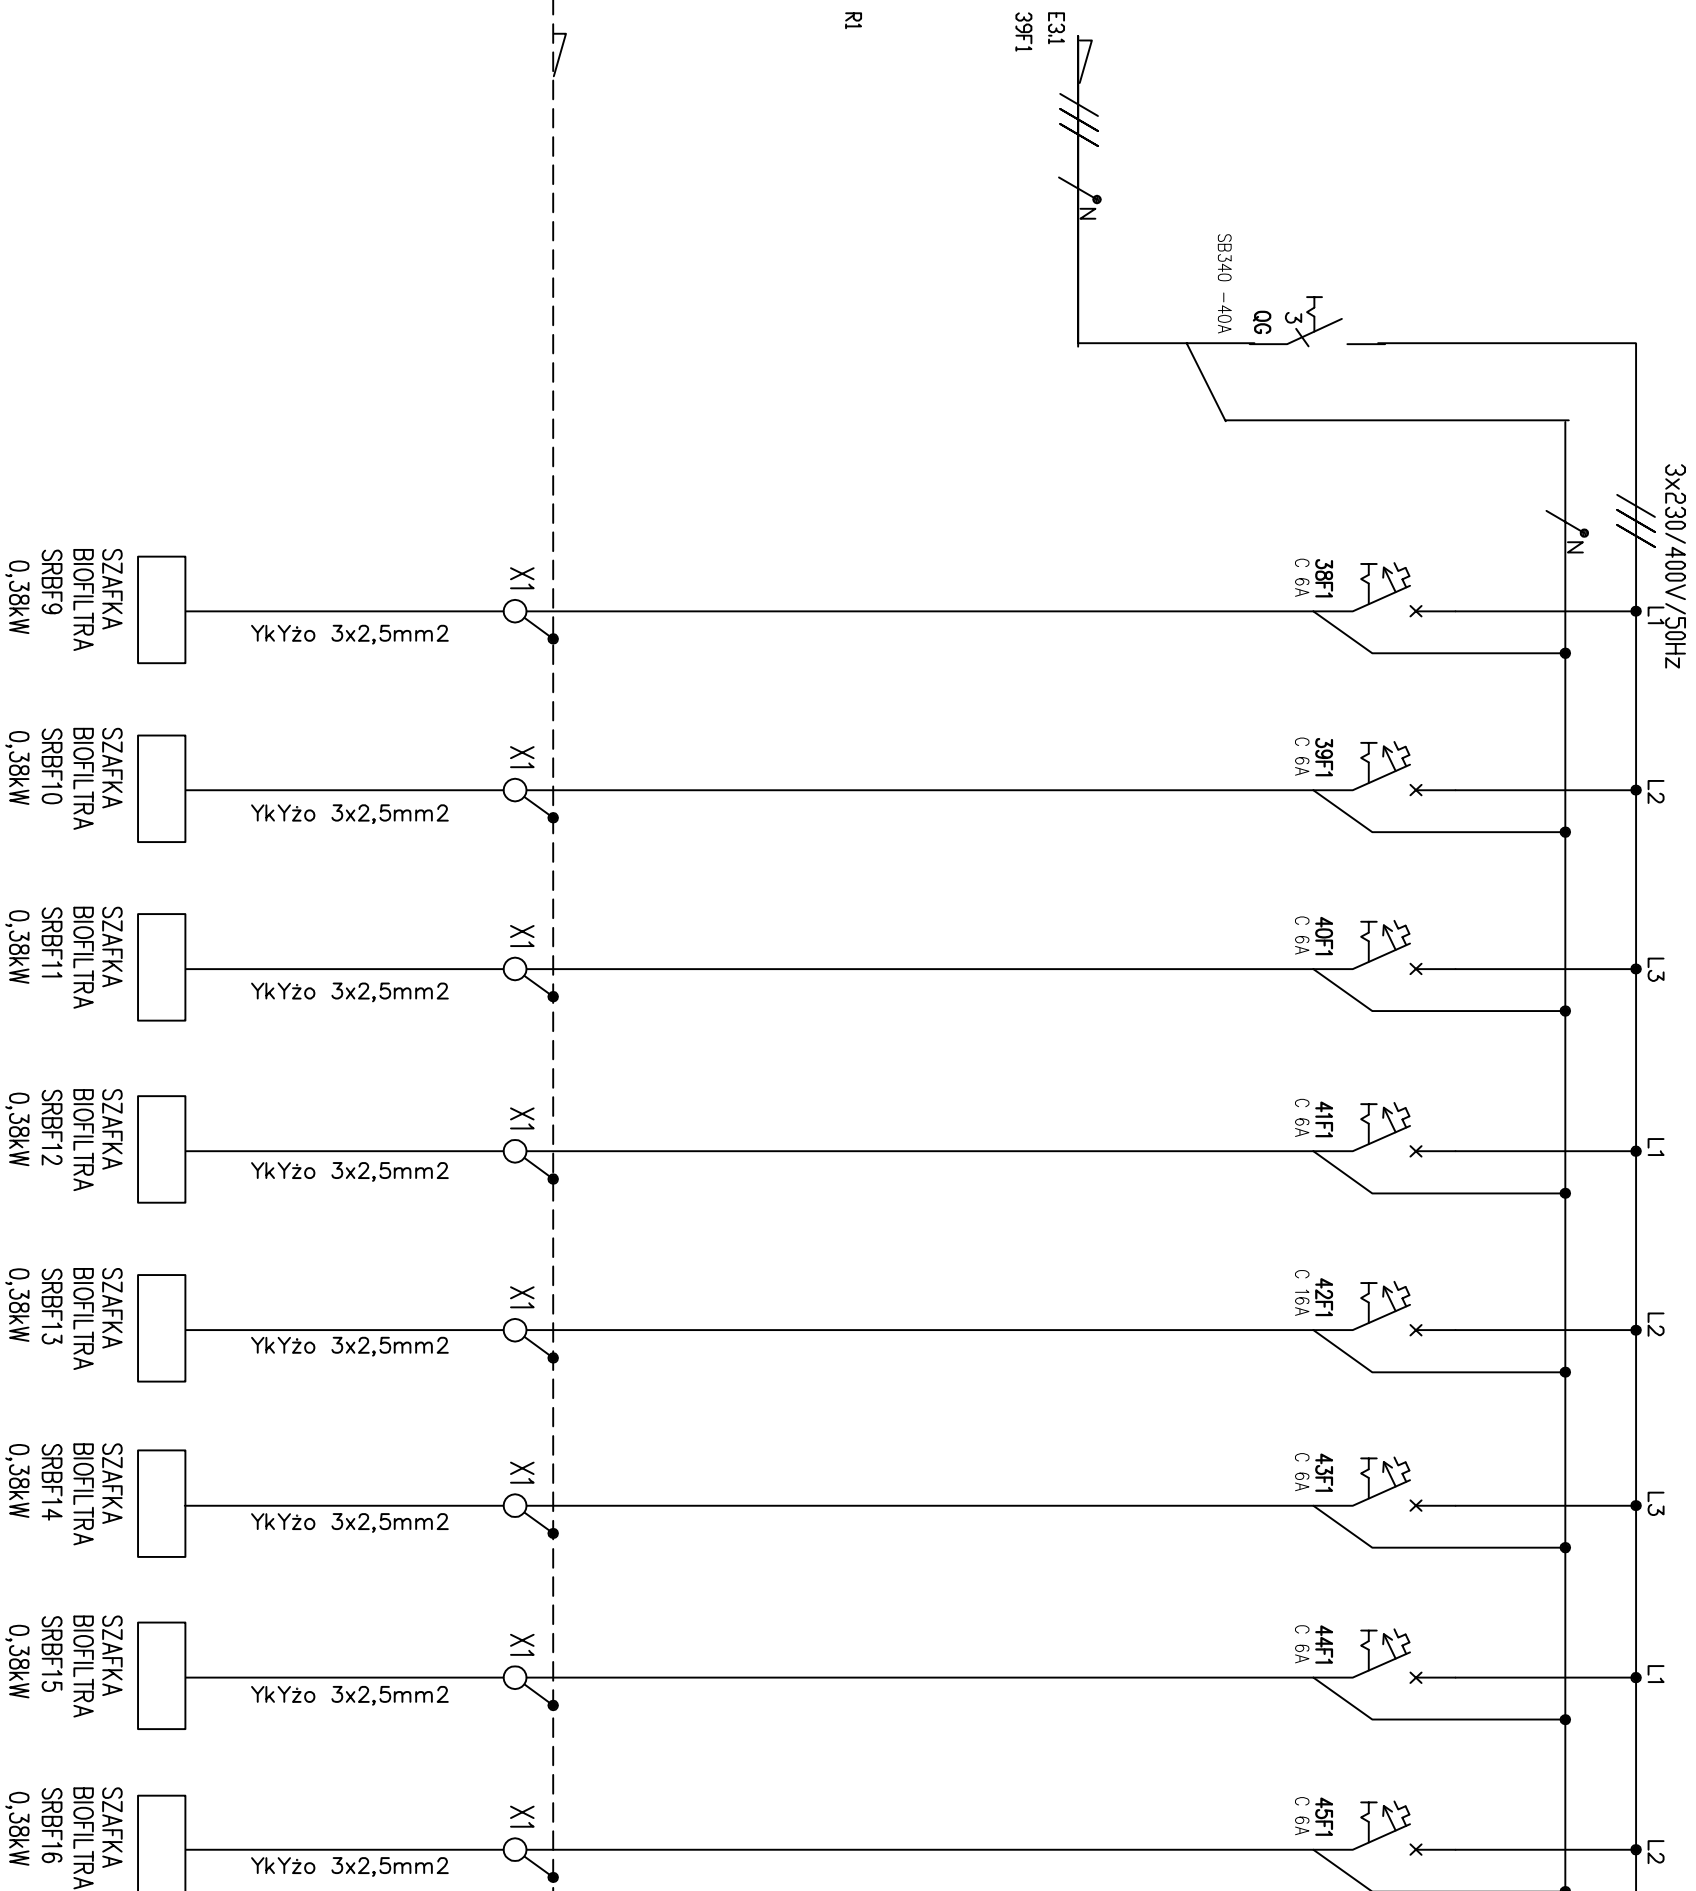 3x230/400V/50Hz
E3.1
39F1
R1
N
SB340 -40A
QG
3
N
L1
38F1
C 6A
X1
YkYżo 3x2,5mm2
SZAFKA
BIOFILTRA
SRBF9
0,38kW
L2
39F1
C 6A
X1
YkYżo 3x2,5mm2
SZAFKA
BIOFILTRA
SRBF10
0,38kW
L3
40F1
C 6A
X1
YkYżo 3x2,5mm2
SZAFKA
BIOFILTRA
SRBF11
0,38kW
L1
41F1
C 6A
X1
YkYżo 3x2,5mm2
SZAFKA
BIOFILTRA
SRBF12
0,38kW
L2
42F1
C 16A
X1
YkYżo 3x2,5mm2
SZAFKA
BIOFILTRA
SRBF13
0,38kW
L3
43F1
C 6A
X1
YkYżo 3x2,5mm2
SZAFKA
BIOFILTRA
SRBF14
0,38kW
L1
44F1
C 6A
X1
YkYżo 3x2,5mm2
SZAFKA
BIOFILTRA
SRBF15
0,38kW
L2
45F1
C 6A
X1
YkYżo 3x2,5mm2
SZAFKA
BIOFILTRA
SRBF16
0,38kW